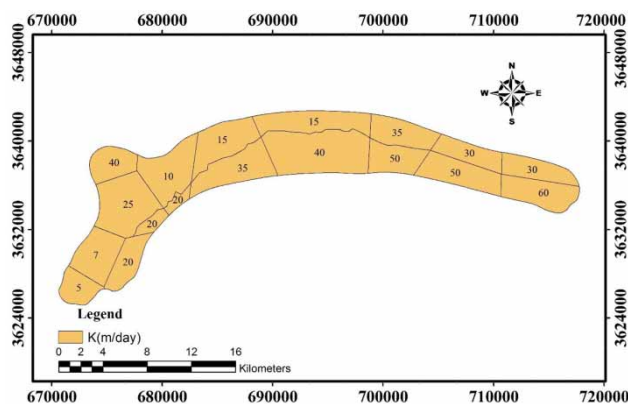 670000 680000 690000 700000 710000 720000
3648000 3648000
N
W E
S
15
15 35
3640000 3640000
40 10 35 40 50 30 30
50 60
25 20
3632000 3632000
20
7 20
5
3624000 3624000
Legend
K(m/day)
0 2 4 8 12 16
Kilometers
670000 680000 690000 700000 710000 720000